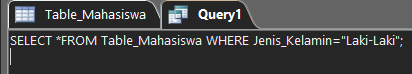 Table_Mahasiswa Query1
SELECT *FROM Table_Mahasiswa WHERE Jenis_Kelamin="Laki-Laki";